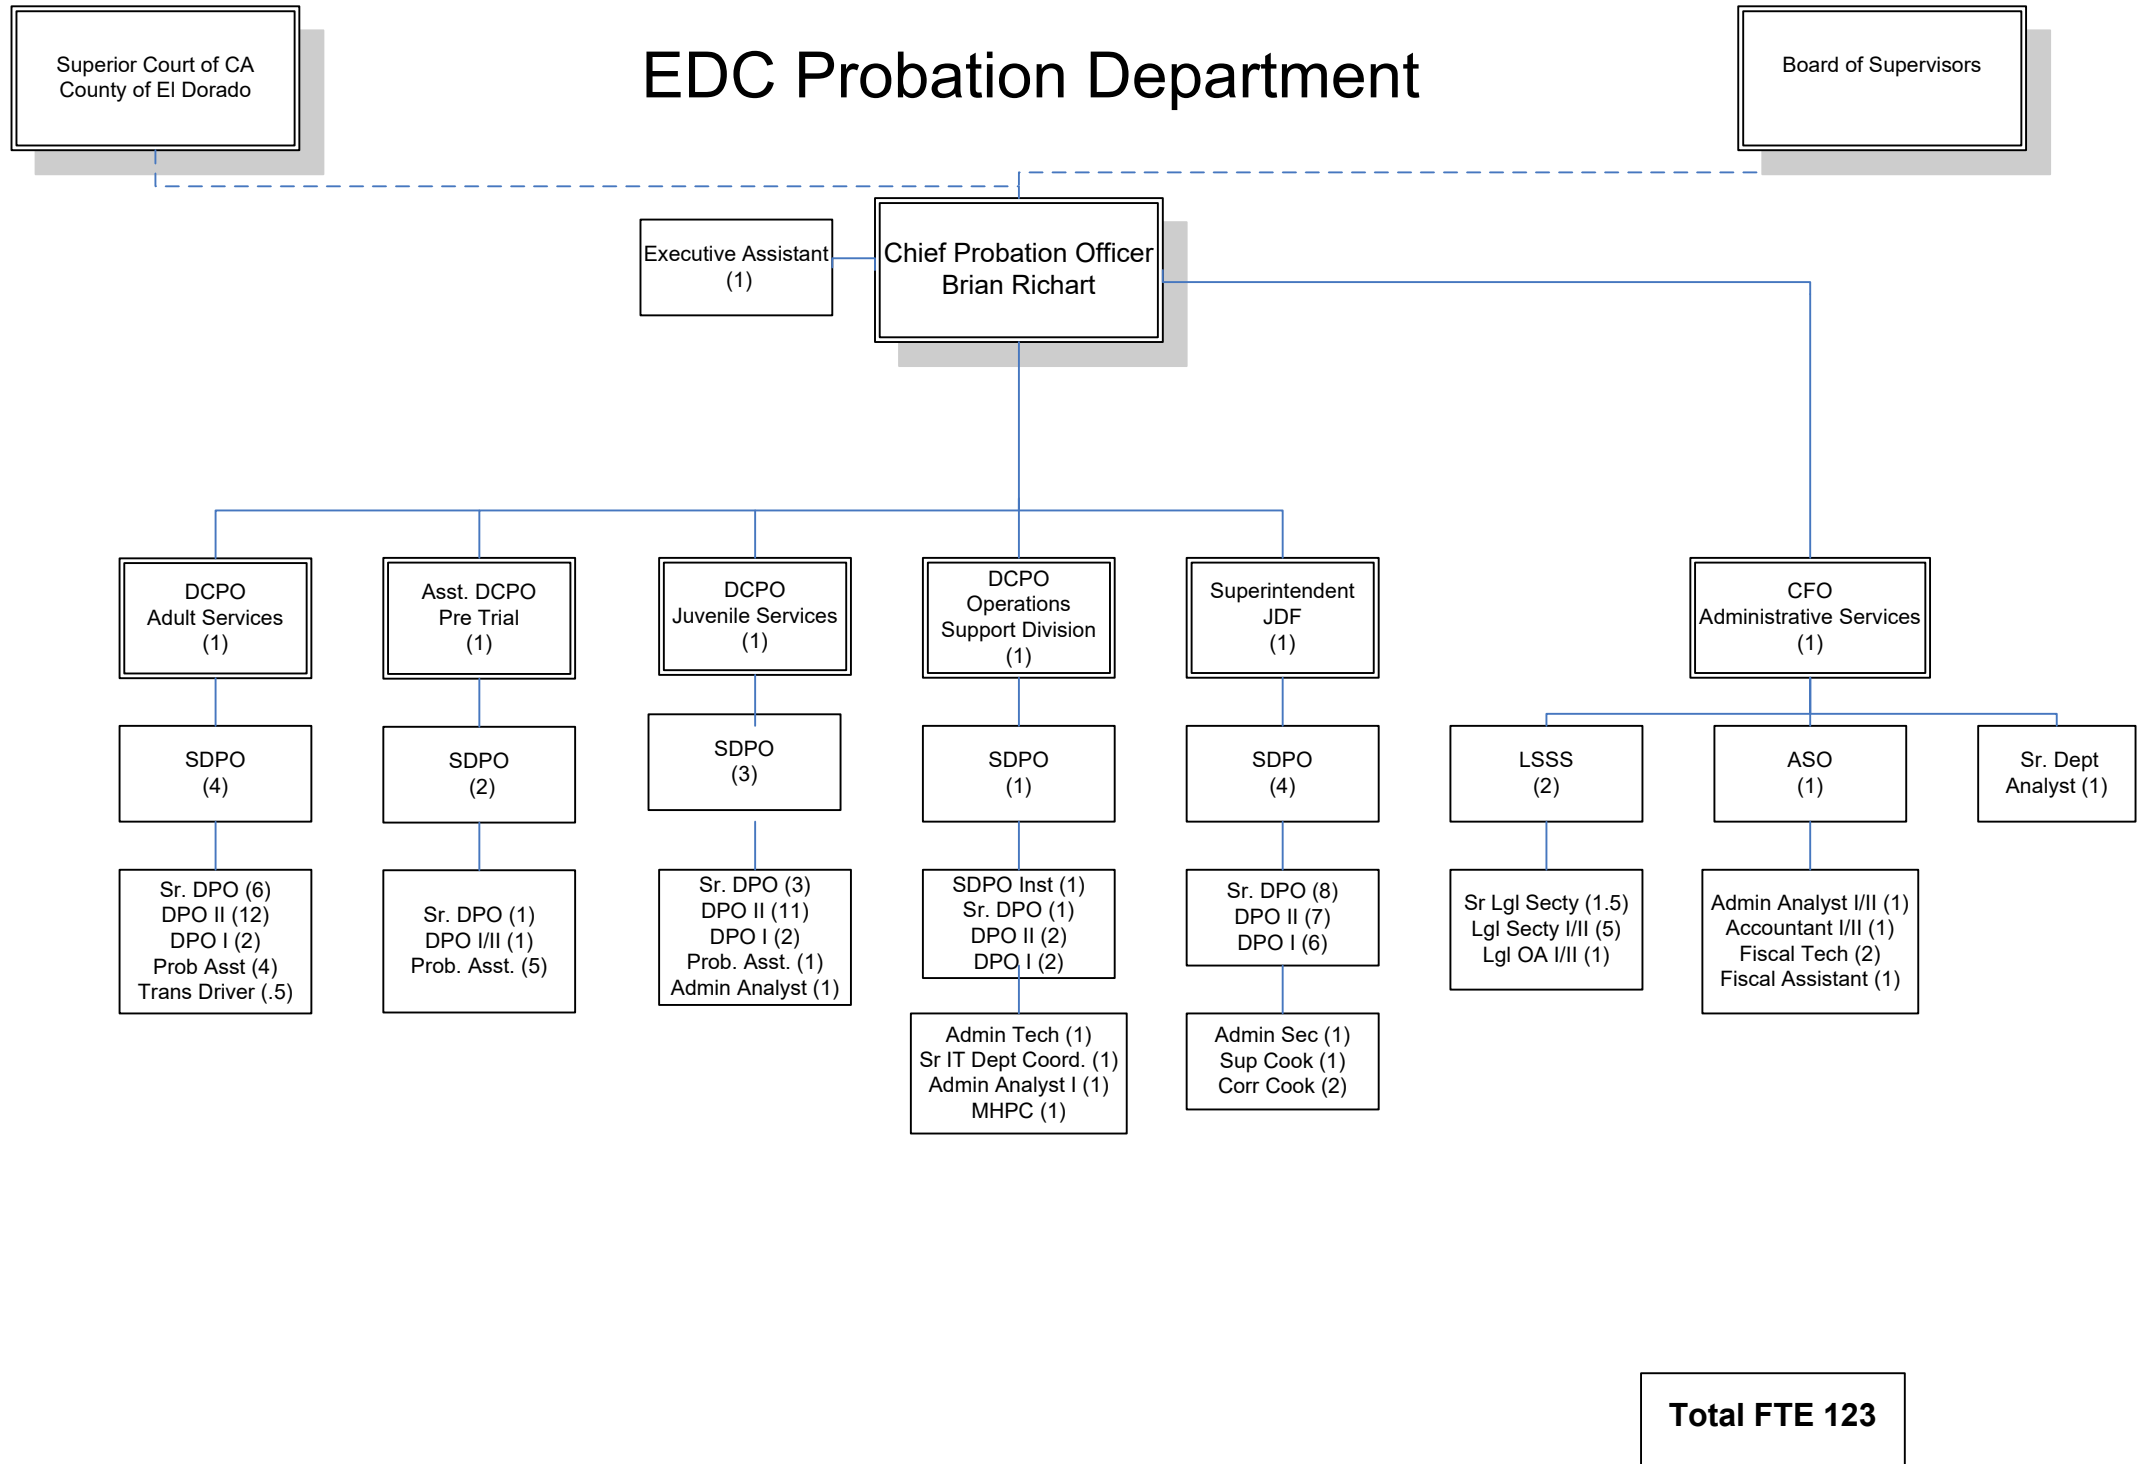 Superior Court of CA
County of El Dorado
EDC Probation Department
Board of Supervisors
Executive Assistant
(1)
Chief Probation Officer
Brian Richart
DCPO
Adult Services
(1)
Asst. DCPO
Pre Trial
(1)
DCPO
Juvenile Services
(1)
DCPO
Operations
Support Division
(1)
Superintendent
JDF
(1)
CFO
Administrative Services
(1)
SDPO
(4)
SDPO
(2)
SDPO
(3)
SDPO
(1)
SDPO
(4)
LSSS
(2)
ASO
(1)
Sr. Dept
Analyst (1)
Sr. DPO (6)
DPO II (12)
DPO I (2)
Prob Asst (4)
Trans Driver (.5)
Sr. DPO (1)
DPO I/II (1)
Prob. Asst. (5)
Sr. DPO (3)
DPO II (11)
DPO I (2)
Prob. Asst. (1)
Admin Analyst (1)
SDPO Inst (1)
Sr. DPO (1)
DPO II (2)
DPO I (2)
Sr. DPO (8)
DPO II (7)
DPO I (6)
Sr Lgl Secty (1.5)
Lgl Secty I/II (5)
Lgl OA I/II (1)
Admin Analyst I/II (1)
Accountant I/II (1)
Fiscal Tech (2)
Fiscal Assistant (1)
Admin Tech (1)
Sr IT Dept Coord. (1)
Admin Analyst I (1)
MHPC (1)
Admin Sec (1)
Sup Cook (1)
Corr Cook (2)
Total FTE 123